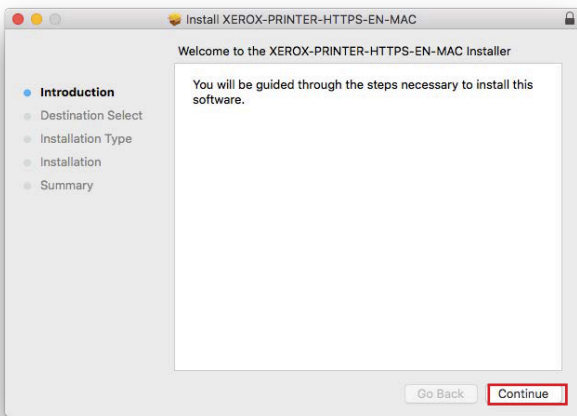 Install XEROX-PRINTER-HTTPS-EN-MAC
Welcome to the XEROX-PRINTER-HTTPS-EN-MAC Installer
Introduction
Destination Select
Installation Type
Installation
Summary
You will be guided through the steps necessary to install this
software.
Go Back
Continue